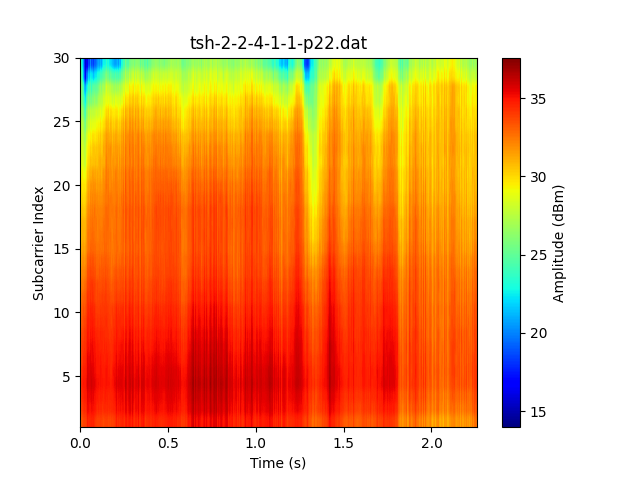 tsh-2-2-4-1-1-p22.dat
30
25
20
15
10
5
Subcarrier Index
0.0 0.5 1.0 1.5 2.0
Time (s)
35
30
25
20
15
Amplitude (dBm)